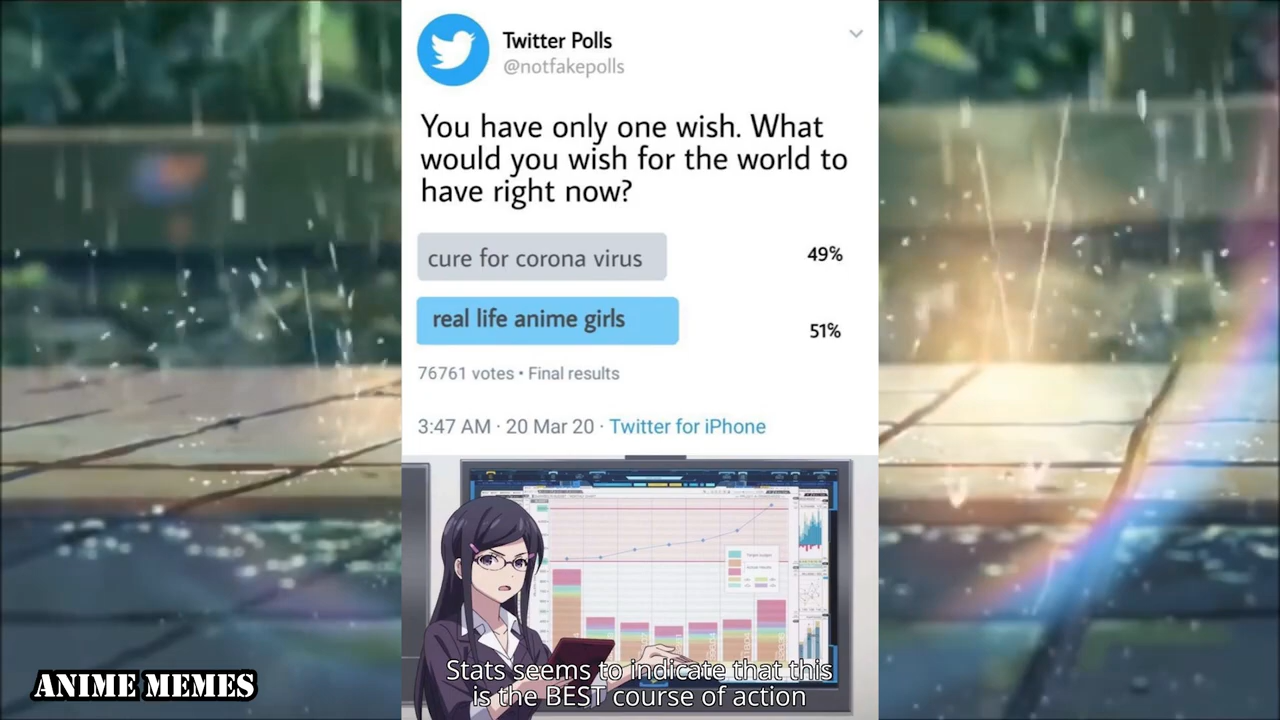 Twitter Polls
@notfakepolls
You have only one wish. What
would you wish for the world to
have right now?
cure for corona virus 49%
real life anime girls 51%
76761 votes • Final results
3:47 AM · 20 Mar 20 · Twitter for iPhone
Stats seems to indicate that this
is the BEST course of action
ANIME MEMES